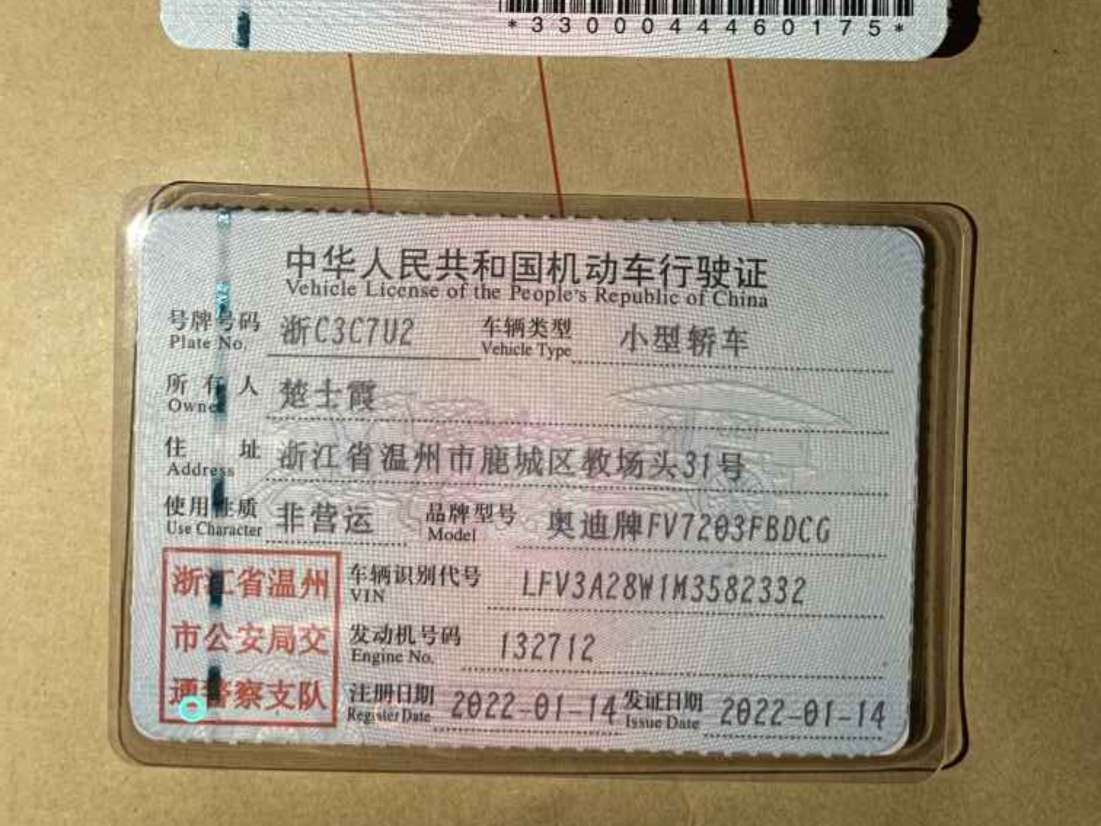 *330004460175*
中华人民共和国机动车行驶证
Vehicle License of the People's Republic of China
号牌号码 浙C3C7U2 车辆类型 小型轿车
Plate No. Vehicle Type
所有人 楚士霞
Owner
住址 浙江省温州市鹿城区教场头31号
Address
使用性质 非营运 品牌型号 奥迪牌FV7203FBDCG
Use Character Model
浙江省温州 车辆识别代号 LFV3A28W1M3582332
VIN
市公安局交 发动机号码 132712
Engine No.
通警察支队 注册日期 2022-01-14 发证日期 2022-01-14
Register Date Issue Date